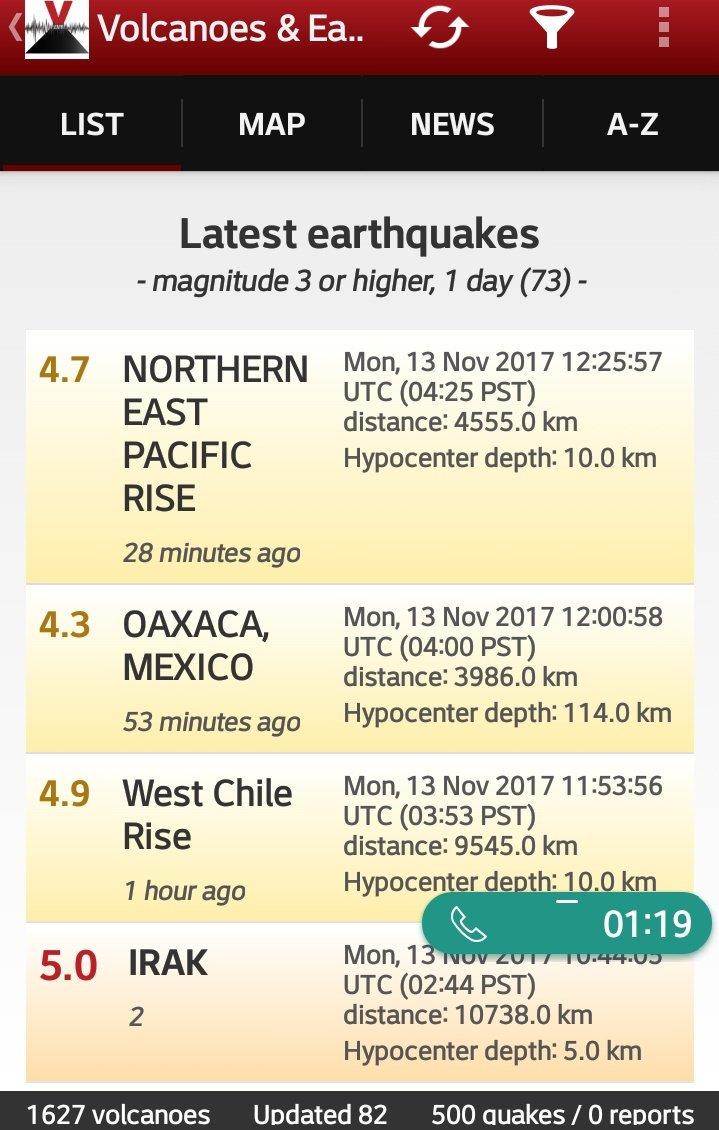 V
Volcanoes & Ea..
LIST
MAP
NEWS
A-Z
Latest earthquakes
- magnitude 3 or higher, 1 day (73) -
4.7
NORTHERN
EAST
PACIFIC
RISE
28 minutes ago
Mon, 13 Nov 2017 12:25:57
UTC (04:25 PST)
distance: 4555.0 km
Hypocenter depth: 10.0 km
4.3
OAXACA,
MEXICO
53 minutes ago
Mon, 13 Nov 2017 12:00:58
UTC (04:00 PST)
distance: 3986.0 km
Hypocenter depth: 114.0 km
4.9
West Chile
Rise
1 hour ago
Mon, 13 Nov 2017 11:53:56
UTC (03:53 PST)
distance: 9545.0 km
Hypocenter depth: 10.0 km
01:19
5.0
IRAK
2
Mon, 13 Nov 2017 10:44:05
UTC (02:44 PST)
distance: 10738.0 km
Hypocenter depth: 5.0 km
1627 volcanoes
Updated 82
500 quakes / 0 reports